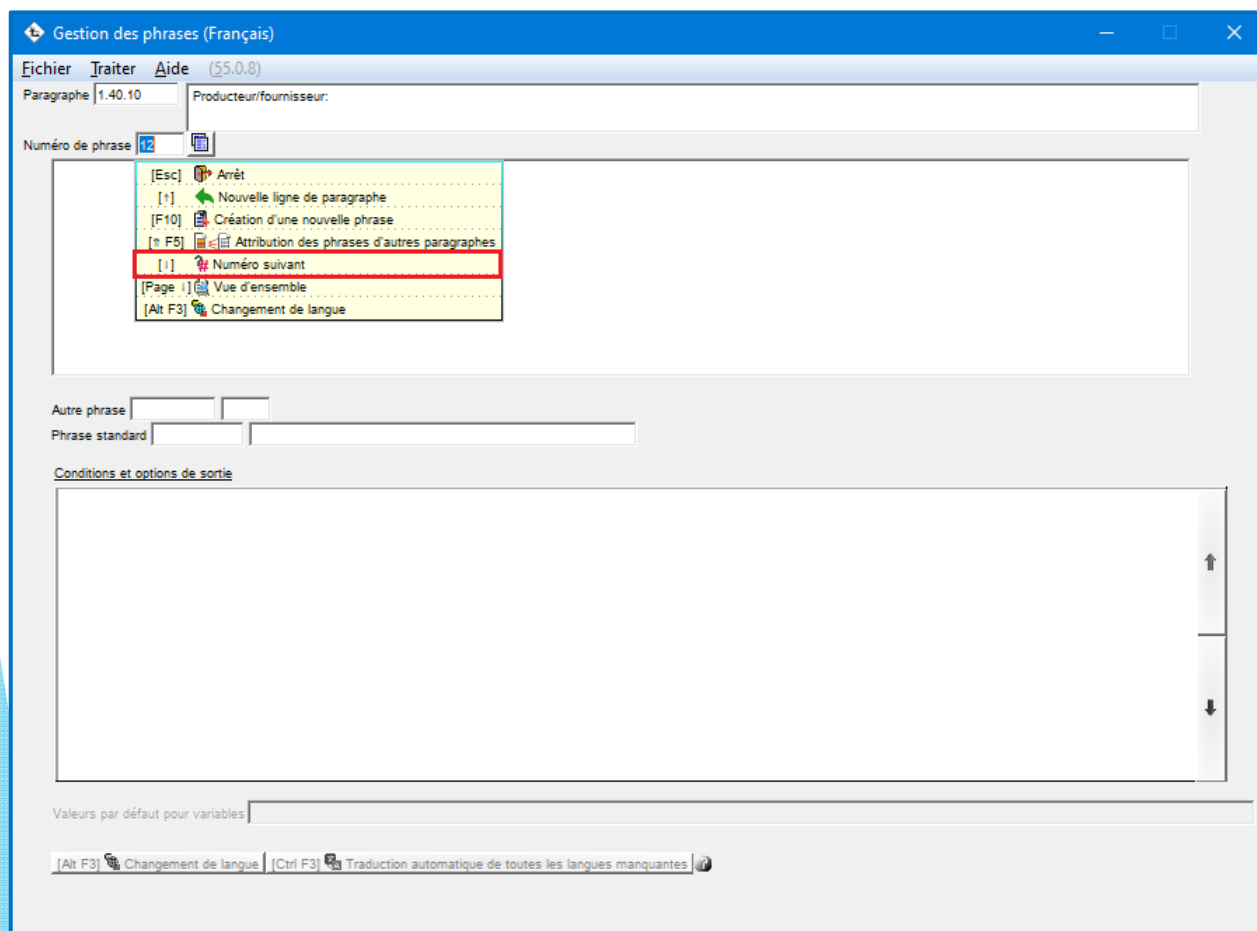 Gestion des phrases (Français)
Fichier Traiter Aide (55.0.8)
Paragraphe 1.40.10 Producteur/fournisseur:
Numéro de phrase 12
[Esc] Arrêt
[↑] Nouvelle ligne de paragraphe
[F10] Création d'une nouvelle phrase
[⇑ F5] Attribution des phrases d'autres paragraphes
[↓] Numéro suivant
[Page ↓] Vue d'ensemble
[Alt F3] Changement de langue
Autre phrase
Phrase standard
Conditions et options de sortie
Valeurs par défaut pour variables
[Alt F3] Changement de langue [Ctrl F3] Traduction automatique de toutes les langues manquantes